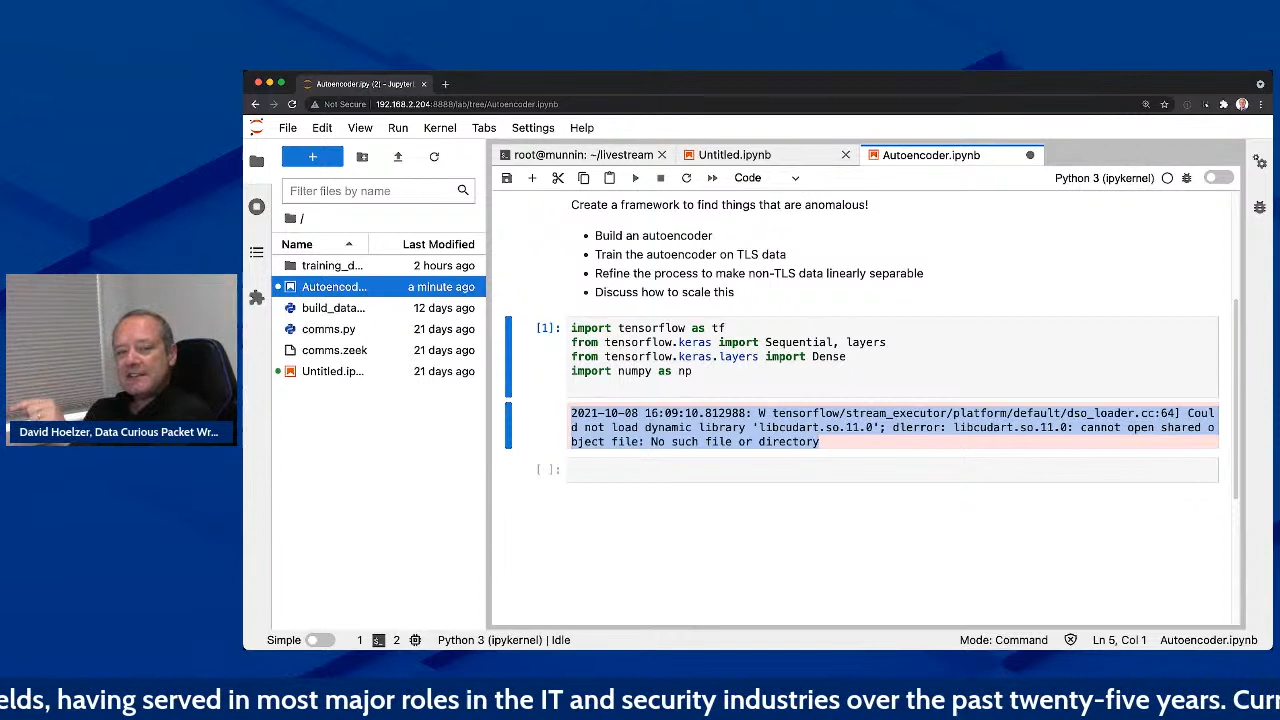 Autoencoder.ipy (2) - JupyterL
Not Secure 192.168.2.204:8888/lab/tree/Autoencoder.ipynb
File Edit View Run Kernel Tabs Settings Help
root@munnin: ~/livestream Untitled.ipynb Autoencoder.ipynb
Code Python 3 (ipykernel)
Filter files by name
/
Name Last Modified
training_d... 2 hours ago
Autoencod... a minute ago
build_data... 12 days ago
comms.py 21 days ago
comms.zeek 21 days ago
Untitled.ip... 21 days ago
Create a framework to find things that are anomalous!
• Build an autoencoder
• Train the autoencoder on TLS data
• Refine the process to make non-TLS data linearly separable
• Discuss how to scale this
[1]: import tensorflow as tf
from tensorflow.keras import Sequential, layers
from tensorflow.keras.layers import Dense
import numpy as np
2021-10-08 16:09:10.812988: W tensorflow/stream_executor/platform/default/dso_loader.cc:64] Coul
d not load dynamic library 'libcudart.so.11.0'; dlerror: libcudart.so.11.0: cannot open shared o
bject file: No such file or directory
[ ]:
David Hoelzer, Data Curious Packet Wr...
Simple 1 2 Python 3 (ipykernel) | Idle Mode: Command Ln 5, Col 1 Autoencoder.ipynb
elds, having served in most major roles in the IT and security industries over the past twenty-five years. Curr